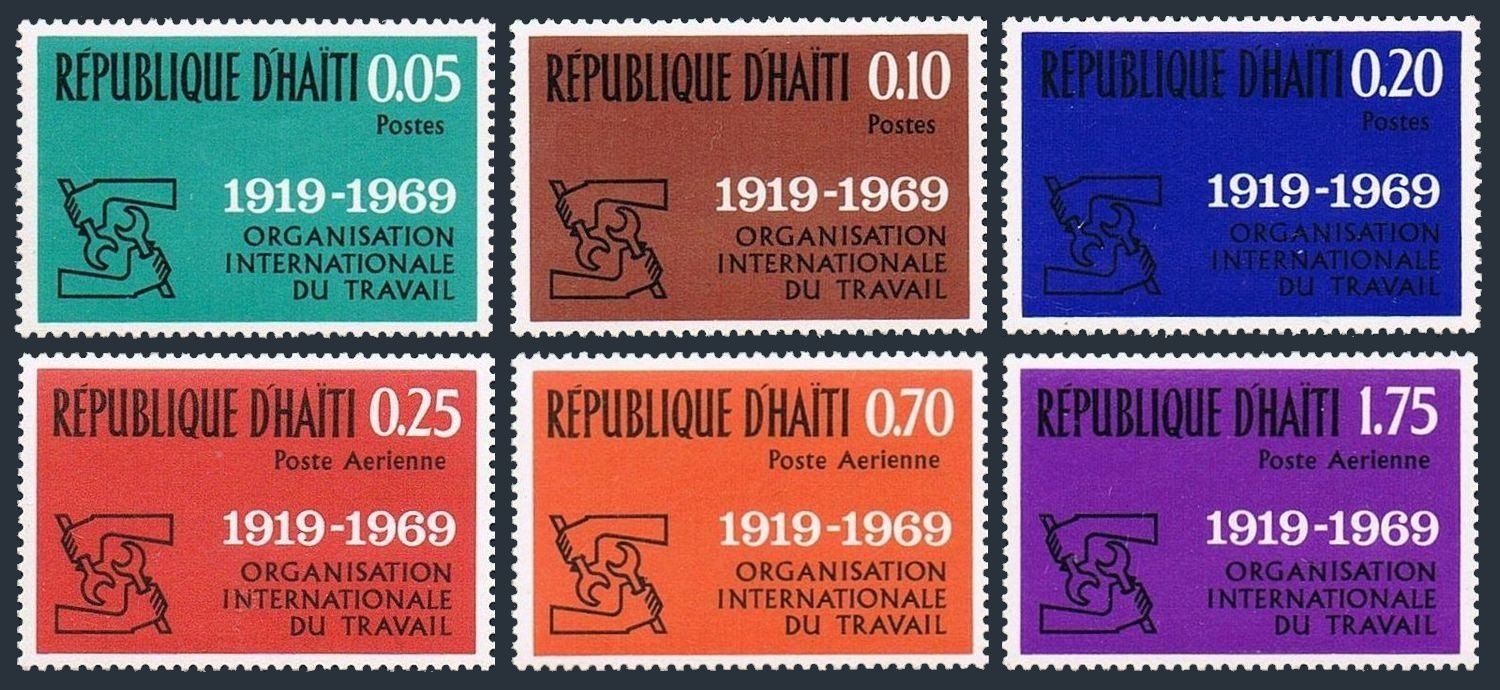 RÉPUBLIQUE D'HAÏTI 0.05
Postes
1919-1969
ORGANISATION
INTERNATIONALE
DU TRAVAIL
RÉPUBLIQUE D'HAÏTI 0.10
Postes
1919-1969
ORGANISATION
INTERNATIONALE
DU TRAVAIL
RÉPUBLIQUE D'HAÏTI 0.20
Postes
1919-1969
ORGANISATION
INTERNATIONALE
DU TRAVAIL
RÉPUBLIQUE D'HAÏTI 0.25
Poste Aerienne
1919-1969
ORGANISATION
INTERNATIONALE
DU TRAVAIL
RÉPUBLIQUE D'HAÏTI 0.70
Poste Aerienne
1919-1969
ORGANISATION
INTERNATIONALE
DU TRAVAIL
RÉPUBLIQUE D'HAÏTI 1.75
Poste Aerienne
1919-1969
ORGANISATION
INTERNATIONALE
DU TRAVAIL